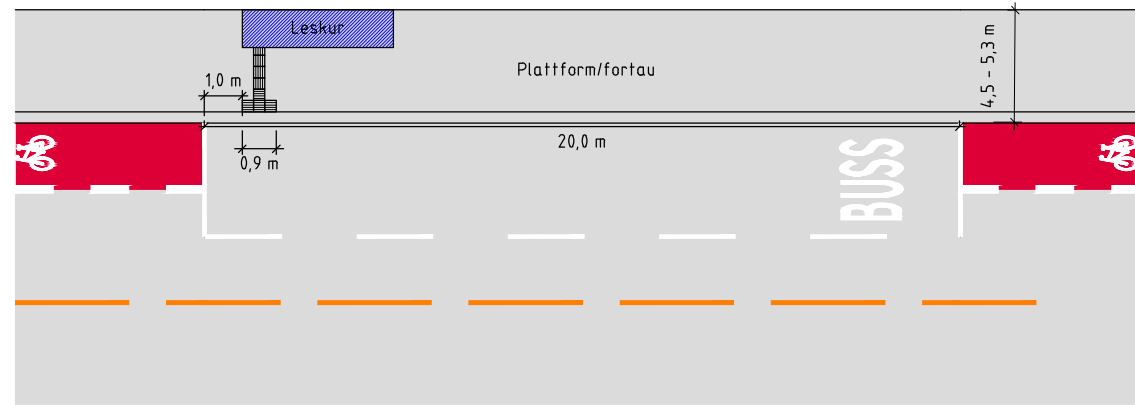 Leskur
Plattform/fortau
1,0 m
4,5 - 5,3 m
20,0 m
0,9 m
BUSS